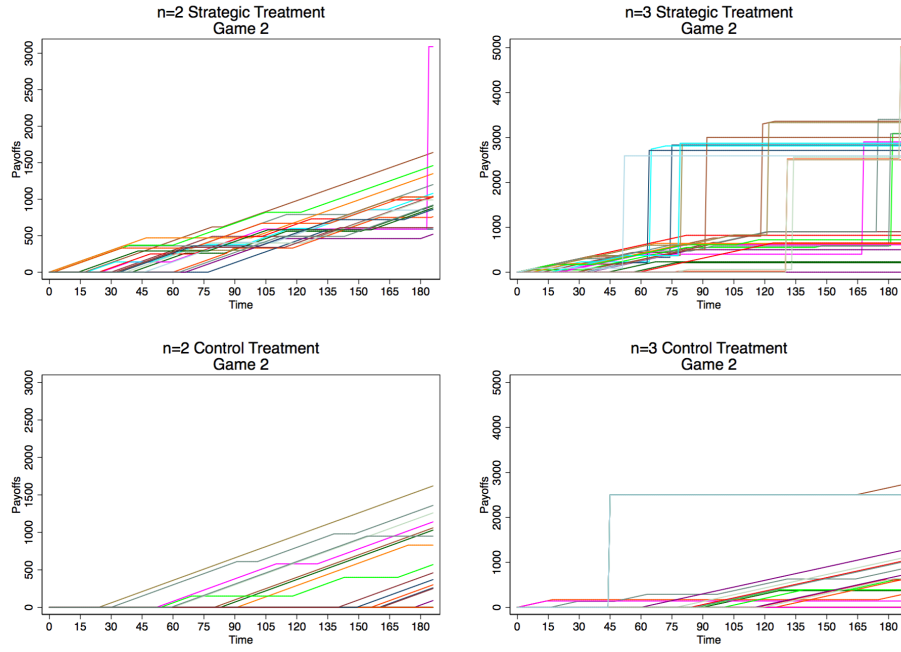 n=2 Strategic Treatment
Game 2
Payoffs
0 500 1000 1500 2000 2500 3000
0 15 30 45 60 75 90 105 120 135 150 165 180
Time
n=3 Strategic Treatment
Game 2
Payoffs
0 1000 2000 3000 4000 5000
0 15 30 45 60 75 90 105 120 135 150 165 180
Time
n=2 Control Treatment
Game 2
Payoffs
0 500 1000 1500 2000 2500 3000
0 15 30 45 60 75 90 105 120 135 150 165 180
Time
n=3 Control Treatment
Game 2
Payoffs
0 1000 2000 3000 4000 5000
0 15 30 45 60 75 90 105 120 135 150 165 180
Time